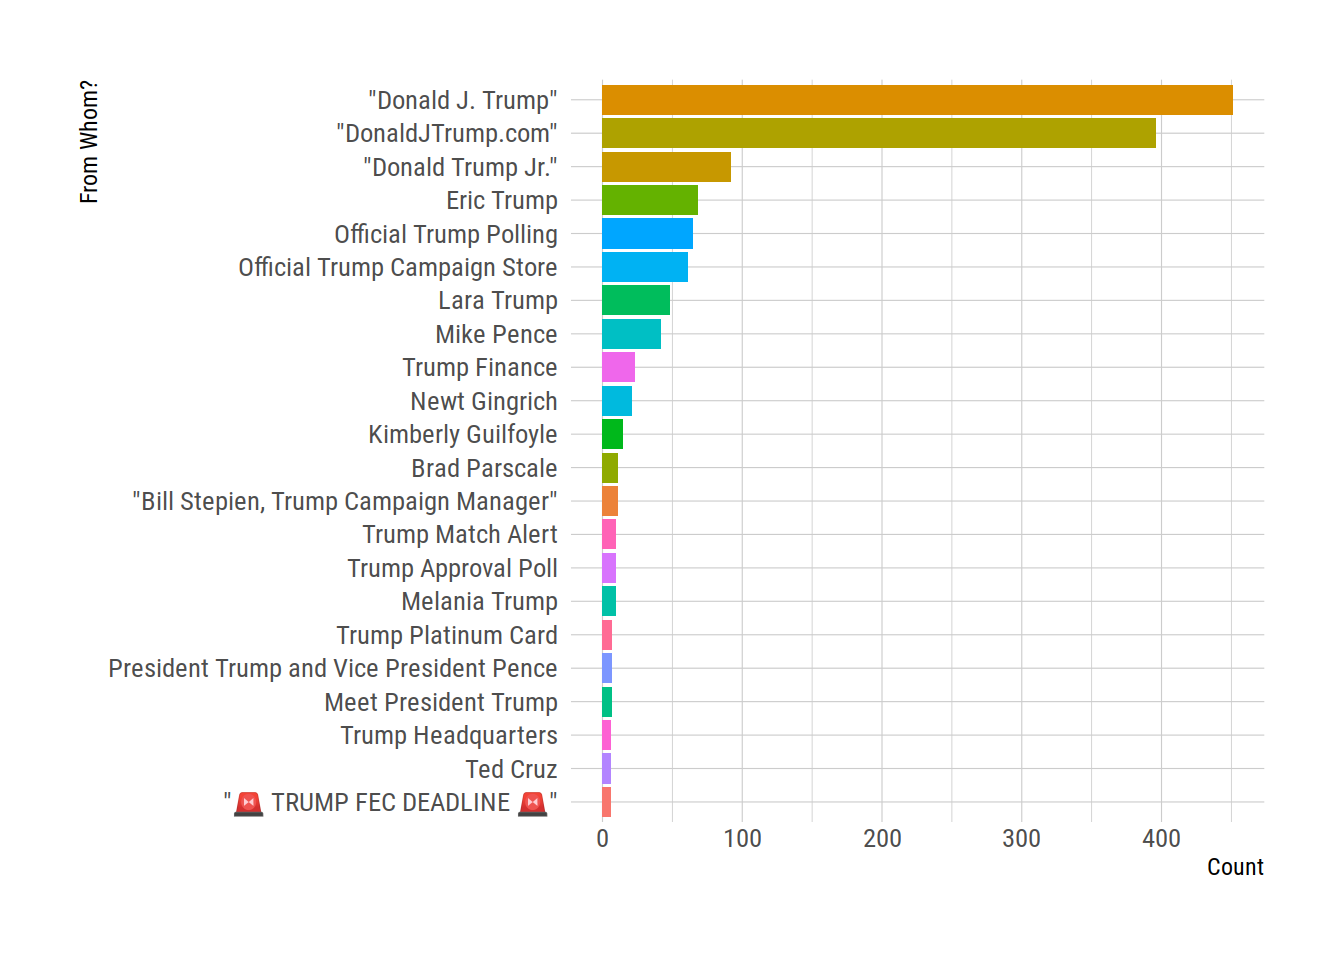 From Whom?
"Donald J. Trump"
"DonaldJTrump.com"
"Donald Trump Jr."
Eric Trump
Official Trump Polling
Official Trump Campaign Store
Lara Trump
Mike Pence
Trump Finance
Newt Gingrich
Kimberly Guilfoyle
Brad Parscale
"Bill Stepien, Trump Campaign Manager"
Trump Match Alert
Trump Approval Poll
Melania Trump
Trump Platinum Card
President Trump and Vice President Pence
Meet President Trump
Trump Headquarters
Ted Cruz
"🚨 TRUMP FEC DEADLINE 🚨"
0 100 200 300 400
Count